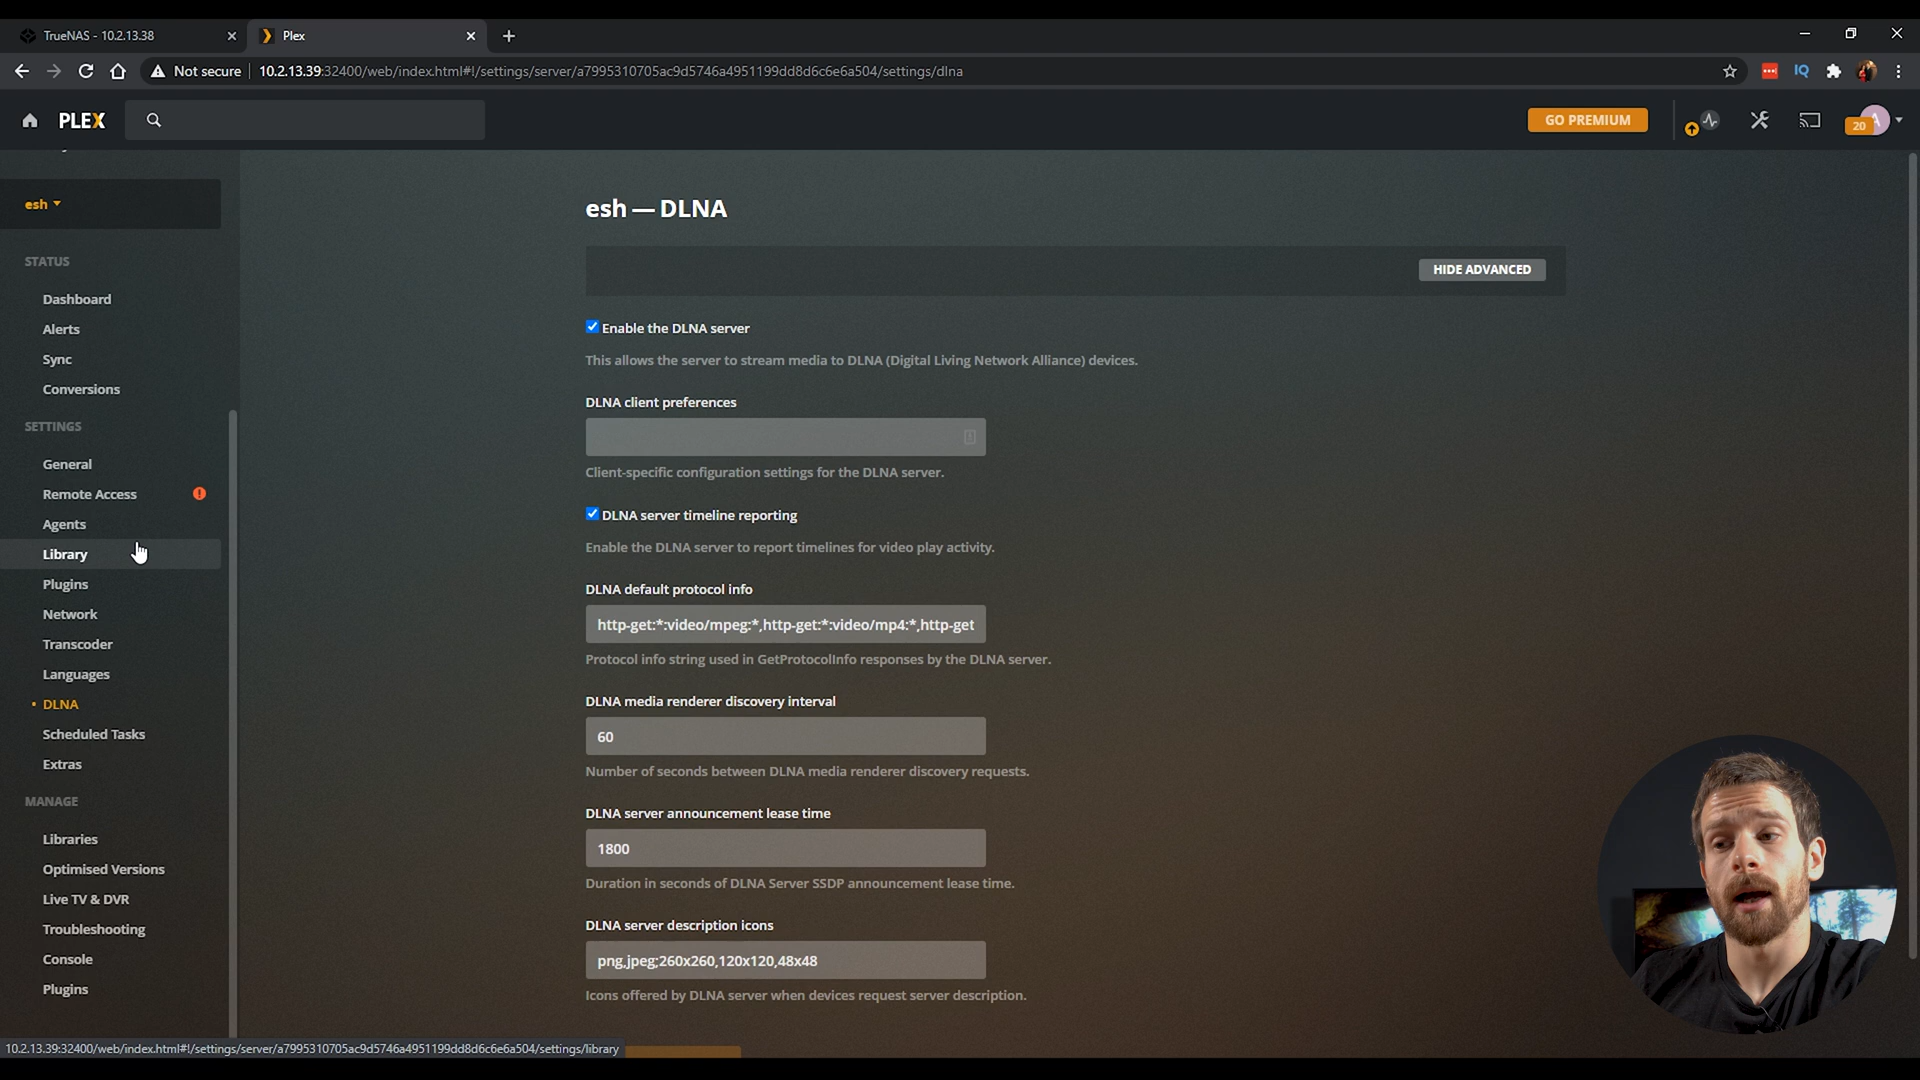 TrueNAS - 10.2.13.38
Plex
Not secure
10.2.13.39:32400/web/index.html#!/settings/server/a7995310705ac9d5746a4951199dd8d6c6e6a504/settings/dlna
IQ
PLEX
GO PREMIUM
20
A
esh
STATUS
Dashboard
Alerts
Sync
Conversions
SETTINGS
General
Remote Access
Agents
Library
Plugins
Network
Transcoder
Languages
DLNA
Scheduled Tasks
Extras
MANAGE
Libraries
Optimised Versions
Live TV & DVR
Troubleshooting
Console
Plugins
esh — DLNA
HIDE ADVANCED
Enable the DLNA server
This allows the server to stream media to DLNA (Digital Living Network Alliance) devices.
DLNA client preferences
Client-specific configuration settings for the DLNA server.
DLNA server timeline reporting
Enable the DLNA server to report timelines for video play activity.
DLNA default protocol info
http-get:*:video/mpeg:*,http-get:*:video/mp4:*,http-get
Protocol info string used in GetProtocolInfo responses by the DLNA server.
DLNA media renderer discovery interval
60
Number of seconds between DLNA media renderer discovery requests.
DLNA server announcement lease time
1800
Duration in seconds of DLNA Server SSDP announcement lease time.
DLNA server description icons
png,jpeg;260x260,120x120,48x48
Icons offered by DLNA server when devices request server description.
10.2.13.39:32400/web/index.html#!/settings/server/a7995310705ac9d5746a4951199dd8d6c6e6a504/settings/library